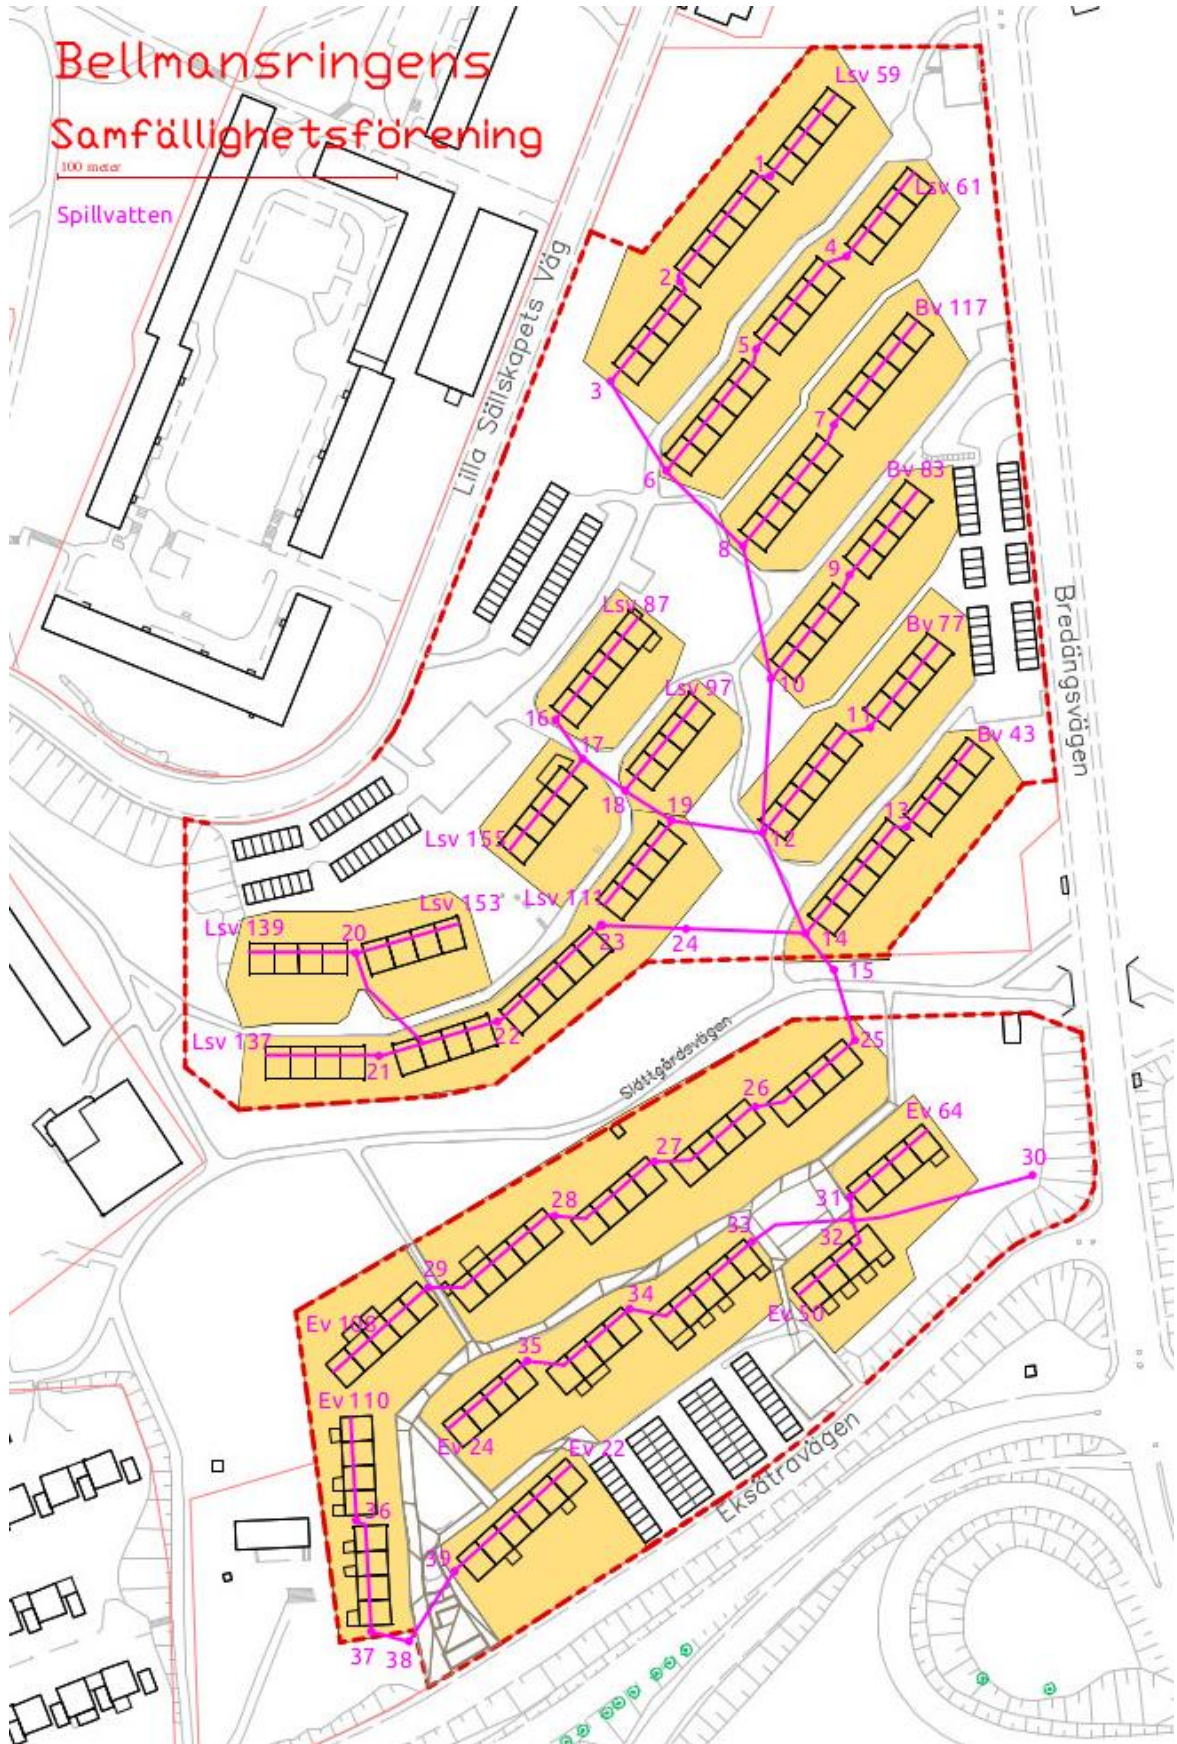 Bellmansringens
Samfällighetsförening
100 meter
Spillvatten
Lilla Sällskapets Väg
Lsv 59
1
Lsv 61
2
4
Bv 117
5
3
7
Bv 83
6
8
9
Bredängsvägen
Lsv 87
Bv 77
10
Lsv 97
16
11
Bv 43
17
18
19
13
12
Lsv 155
Lsv 111
Lsv 153
Lsv 139
20
23
24
14
15
Lsv 137
22
21
25
Slättgårdsvägen
26
Ev 64
27
30
28
31
33
32
29
34
Ev 50
Ev 108
35
Ev 110
Ev 24
Ev 22
Eksätravägen
36
39
37
38